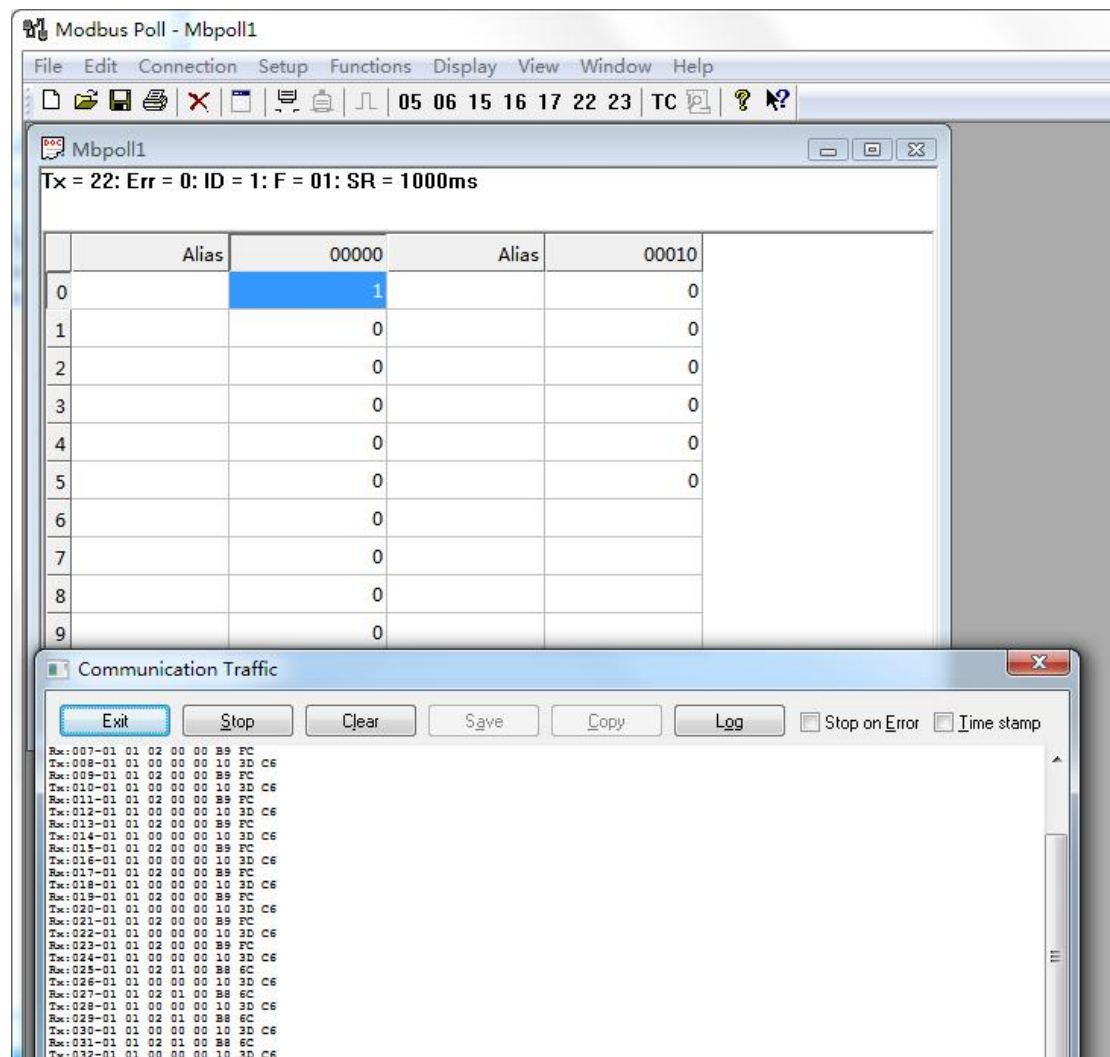 Modbus Poll - Mbpoll1
File Edit Connection Setup Functions Display View Window Help
05 06 15 16 17 22 23 TC
Mbpoll1
Tx = 22: Err = 0: ID = 1: F = 01: SR = 1000ms
Alias 00000 Alias 00010
0 1 0
1 0 0
2 0 0
3 0 0
4 0 0
5 0 0
6 0
7 0
8 0
9 0
Communication Traffic
Exit Stop Clear Save Copy Log Stop on Error Time stamp
Rx:007-01 01 02 00 00 B9 FC
Tx:008-01 01 00 00 00 10 3D C6
Rx:009-01 01 02 00 00 B9 FC
Tx:010-01 01 00 00 00 10 3D C6
Rx:011-01 01 02 00 00 B9 FC
Tx:012-01 01 00 00 00 10 3D C6
Rx:013-01 01 02 00 00 B9 FC
Tx:014-01 01 00 00 00 10 3D C6
Rx:015-01 01 02 00 00 B9 FC
Tx:016-01 01 00 00 00 10 3D C6
Rx:017-01 01 02 00 00 B9 FC
Tx:018-01 01 00 00 00 10 3D C6
Rx:019-01 01 02 00 00 B9 FC
Tx:020-01 01 00 00 00 10 3D C6
Rx:021-01 01 02 00 00 B9 FC
Tx:022-01 01 00 00 00 10 3D C6
Rx:023-01 01 02 00 00 B9 FC
Tx:024-01 01 00 00 00 10 3D C6
Rx:025-01 01 02 01 00 B8 6C
Tx:026-01 01 00 00 00 10 3D C6
Rx:027-01 01 02 01 00 B8 6C
Tx:028-01 01 00 00 00 10 3D C6
Rx:029-01 01 02 01 00 B8 6C
Tx:030-01 01 00 00 00 10 3D C6
Rx:031-01 01 02 01 00 B8 6C
Tx:032-01 01 00 00 00 10 3D C6